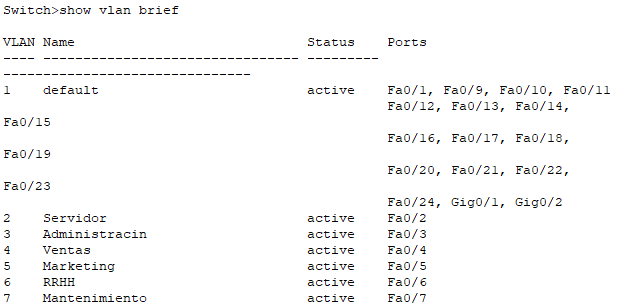 Switch>show vlan brief
VLAN Name Status Ports
---- -------------------------------- ---------
-------------------------------
1 default active Fa0/1, Fa0/9, Fa0/10, Fa0/11
Fa0/12, Fa0/13, Fa0/14,
Fa0/15
Fa0/16, Fa0/17, Fa0/18,
Fa0/19
Fa0/20, Fa0/21, Fa0/22,
Fa0/23
Fa0/24, Gig0/1, Gig0/2
2 Servidor active Fa0/2
3 Administracin active Fa0/3
4 Ventas active Fa0/4
5 Marketing active Fa0/5
6 RRHH active Fa0/6
7 Mantenimiento active Fa0/7